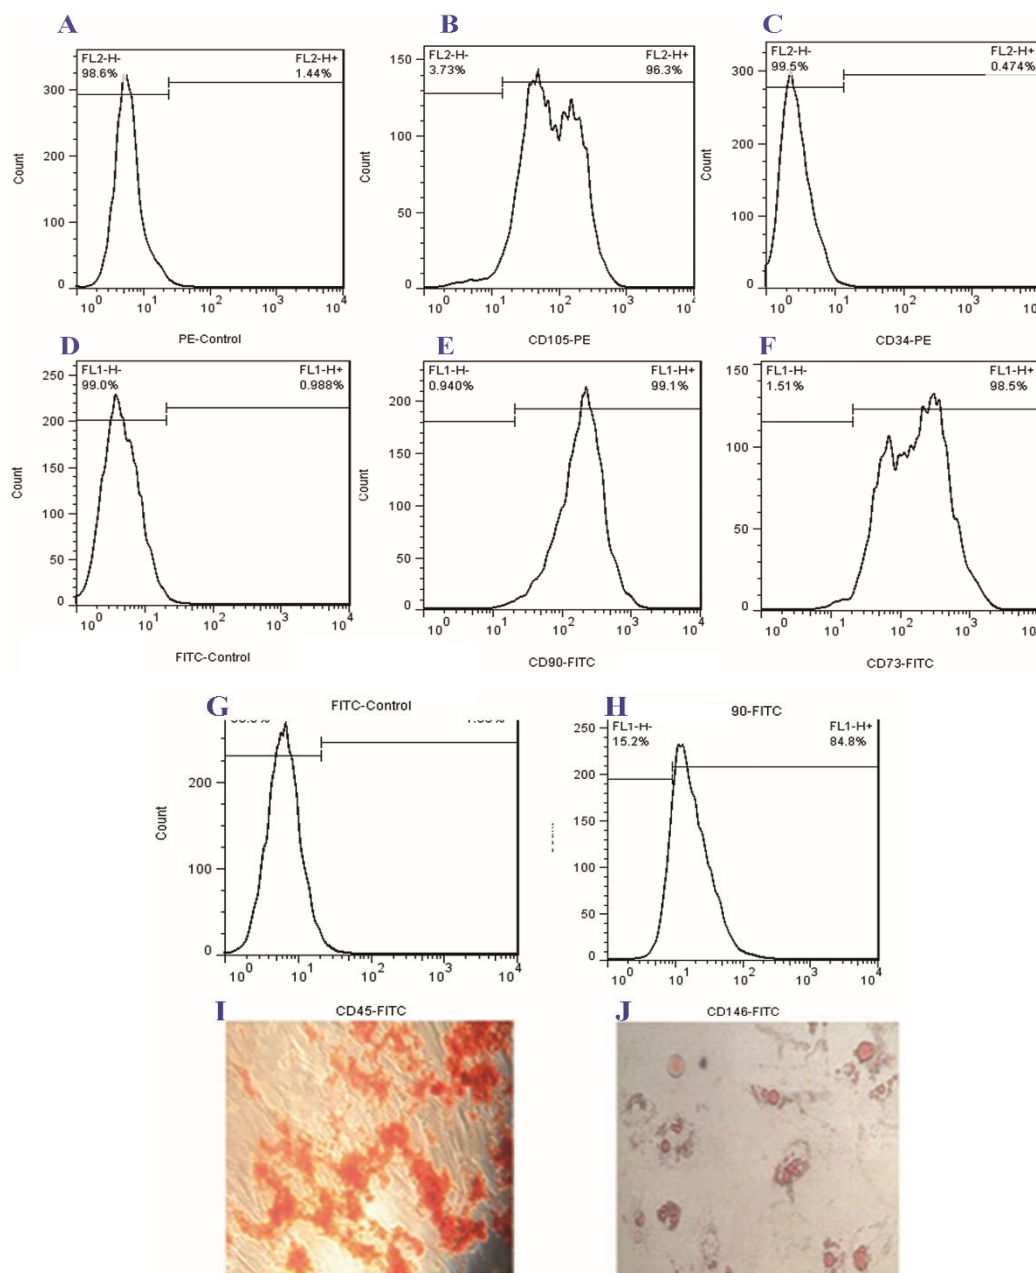 A
B
C
FL2-H-
98.6%
FL2-H+
1.44%
300
200
100
0
Count
10^0 10^1 10^2 10^3 10^4
PE-Control
FL2-H-
3.73%
FL2-H+
96.3%
150
100
50
0
Count
10^0 10^1 10^2 10^3 10^4
CD105-PE
FL2-H-
99.5%
FL2-H+
0.474%
300
200
100
0
Count
10^0 10^1 10^2 10^3 10^4
CD34-PE
D
E
F
FL1-H-
99.0%
FL1-H+
0.988%
250
200
150
100
50
0
Count
10^0 10^1 10^2 10^3 10^4
FITC-Control
FL1-H-
0.940%
FL1-H+
99.1%
200
150
100
50
0
Count
10^0 10^1 10^2 10^3 10^4
CD90-FITC
FL1-H-
1.51%
FL1-H+
98.5%
150
100
50
0
Count
10^0 10^1 10^2 10^3 10^4
CD73-FITC
G
FITC-Control
200
100
0
Count
10^0 10^1 10^2 10^3 10^4
CD45-FITC
H
90-FITC
FL1-H-
15.2%
FL1-H+
84.8%
250
200
150
100
50
0
10^0 10^1 10^2 10^3 10^4
CD146-FITC
I
J